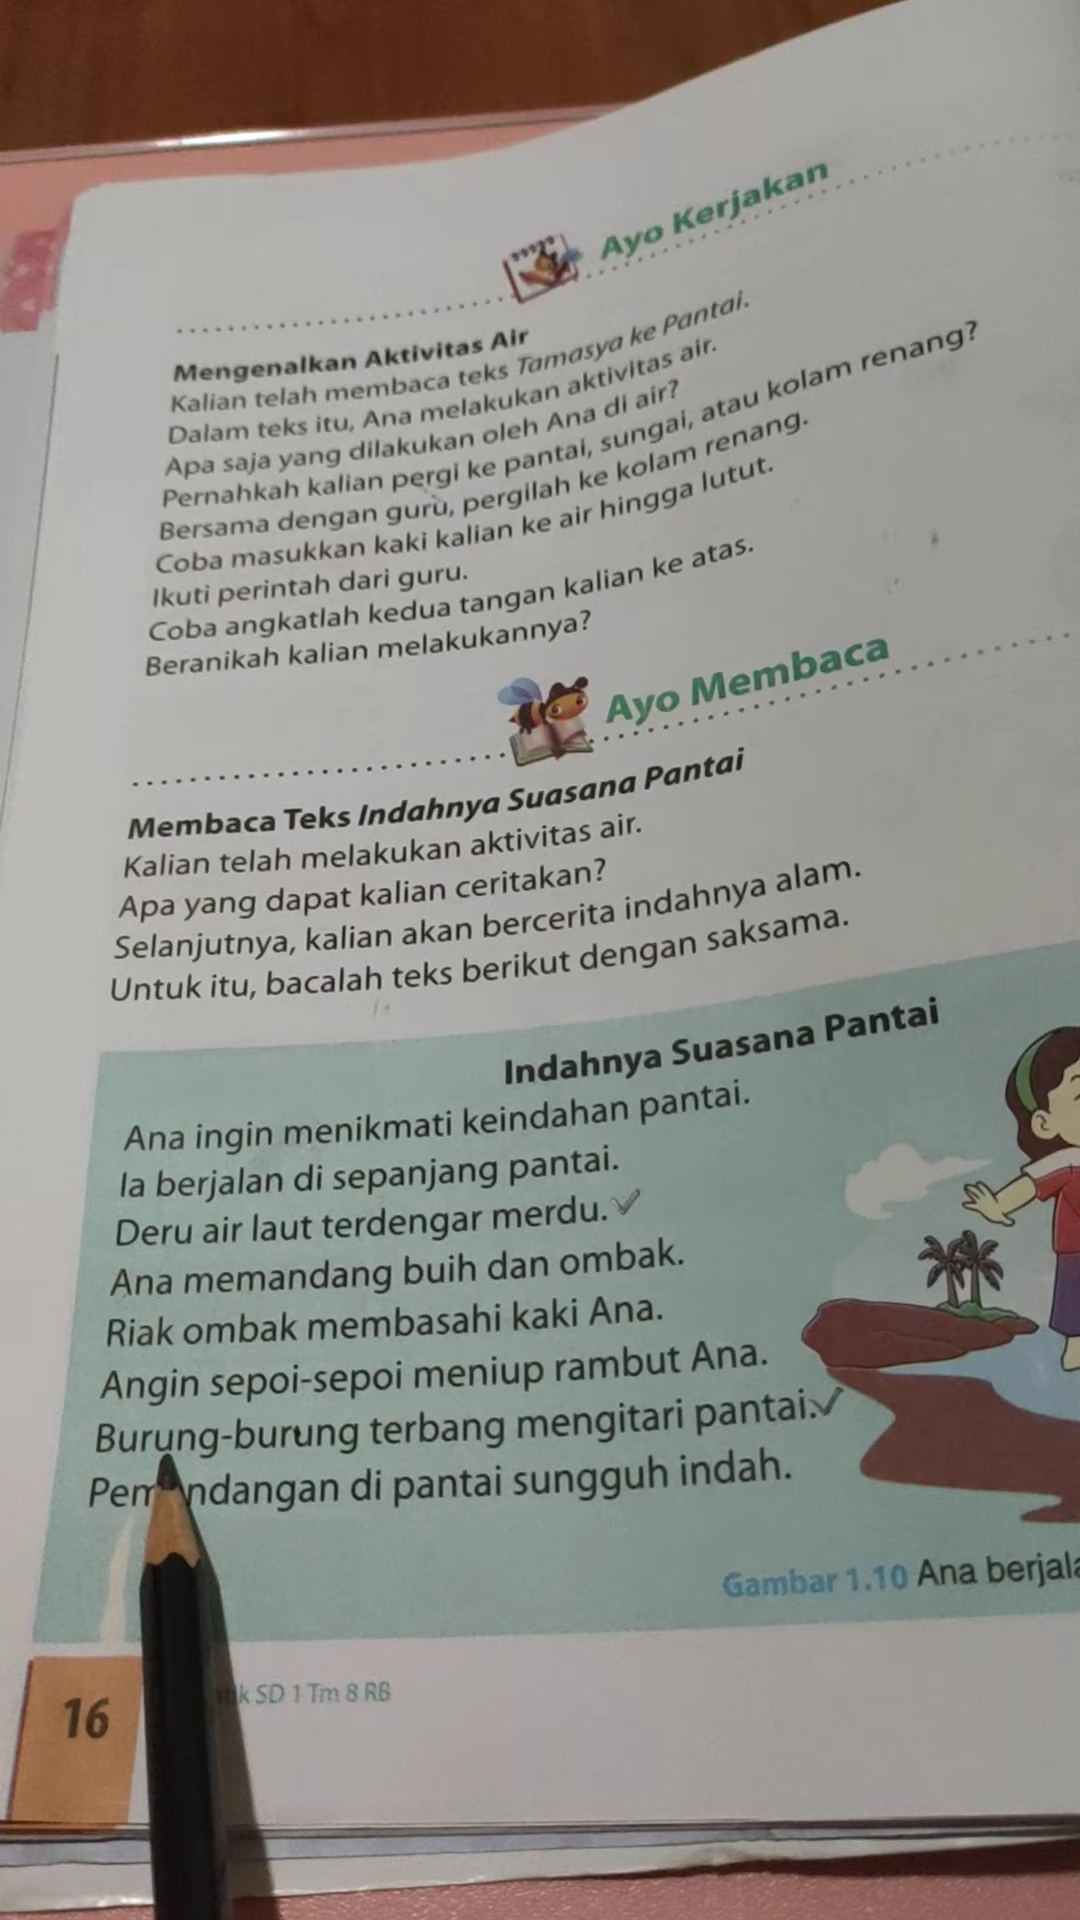 Ayo Kerjakan
Mengenalkan Aktivitas Air
Kalian telah membaca teks Tamasya ke Pantai.
Dalam teks itu, Ana melakukan aktivitas air.
Apa saja yang dilakukan oleh Ana di air?
Pernahkah kalian pergi ke pantai, sungai, atau kolam renang?
Bersama dengan guru, pergilah ke kolam renang.
Coba masukkan kaki kalian ke air hingga lutut.
Ikuti perintah dari guru.
Coba angkatlah kedua tangan kalian ke atas.
Beranikah kalian melakukannya?
Ayo Membaca
Membaca Teks Indahnya Suasana Pantai
Kalian telah melakukan aktivitas air.
Apa yang dapat kalian ceritakan?
Selanjutnya, kalian akan bercerita indahnya alam.
Untuk itu, bacalah teks berikut dengan saksama.
Indahnya Suasana Pantai
Ana ingin menikmati keindahan pantai.
Ia berjalan di sepanjang pantai.
Deru air laut terdengar merdu.
Ana memandang buih dan ombak.
Riak ombak membasahi kaki Ana.
Angin sepoi-sepoi meniup rambut Ana.
Burung-burung terbang mengitari pantai.
Pemandangan di pantai sungguh indah.
Gambar 1.10 Ana
16
SD 1 Tm 8 RB